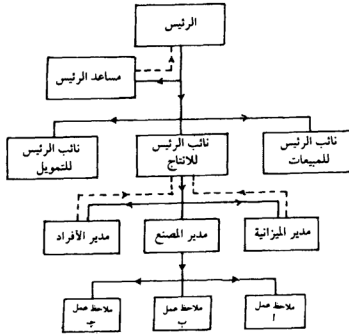 الرئيس
مساعد الرئيس
نائب الرئيس
للمبيعات
نائب الرئيس
للانتاج
نائب الرئيس
للتمويل
مدير الميزانية
مدير المصنع
مدير الأفراد
ملاحظ عمل
أ
ملاحظ عمل
ب
ملاحظ عمل
جـ